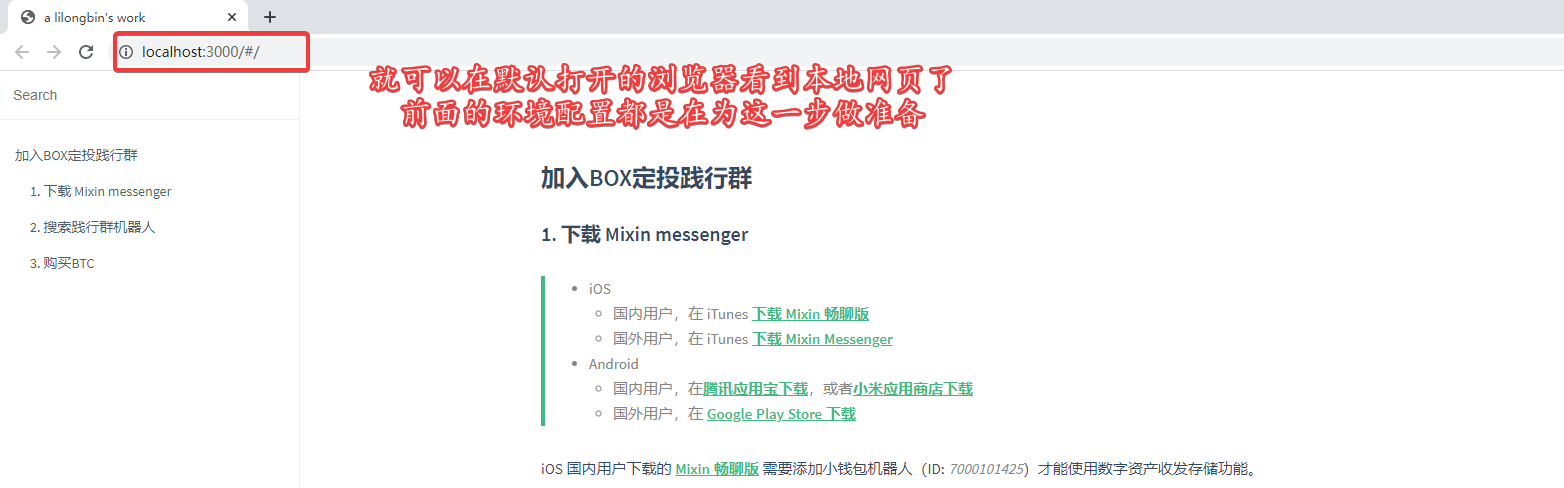 a lilongbin's work
localhost:3000/#/
就可以在默认打开的浏览器看到本地网页了
前面的环境配置都是在为这一步做准备
Search
加入BOX定投践行群
1. 下载 Mixin messenger
2. 搜索践行群机器人
3. 购买BTC
加入BOX定投践行群
1. 下载 Mixin messenger
iOS
国内用户，在 iTunes 下载 Mixin 畅聊版
国外用户，在 iTunes 下载 Mixin Messenger
Android
国内用户，在腾讯应用宝下载，或者小米应用商店下载
国外用户，在 Google Play Store 下载
iOS 国内用户下载的 Mixin 畅聊版 需要添加小钱包机器人（ID: 7000101425）才能使用数字资产收发存储功能。